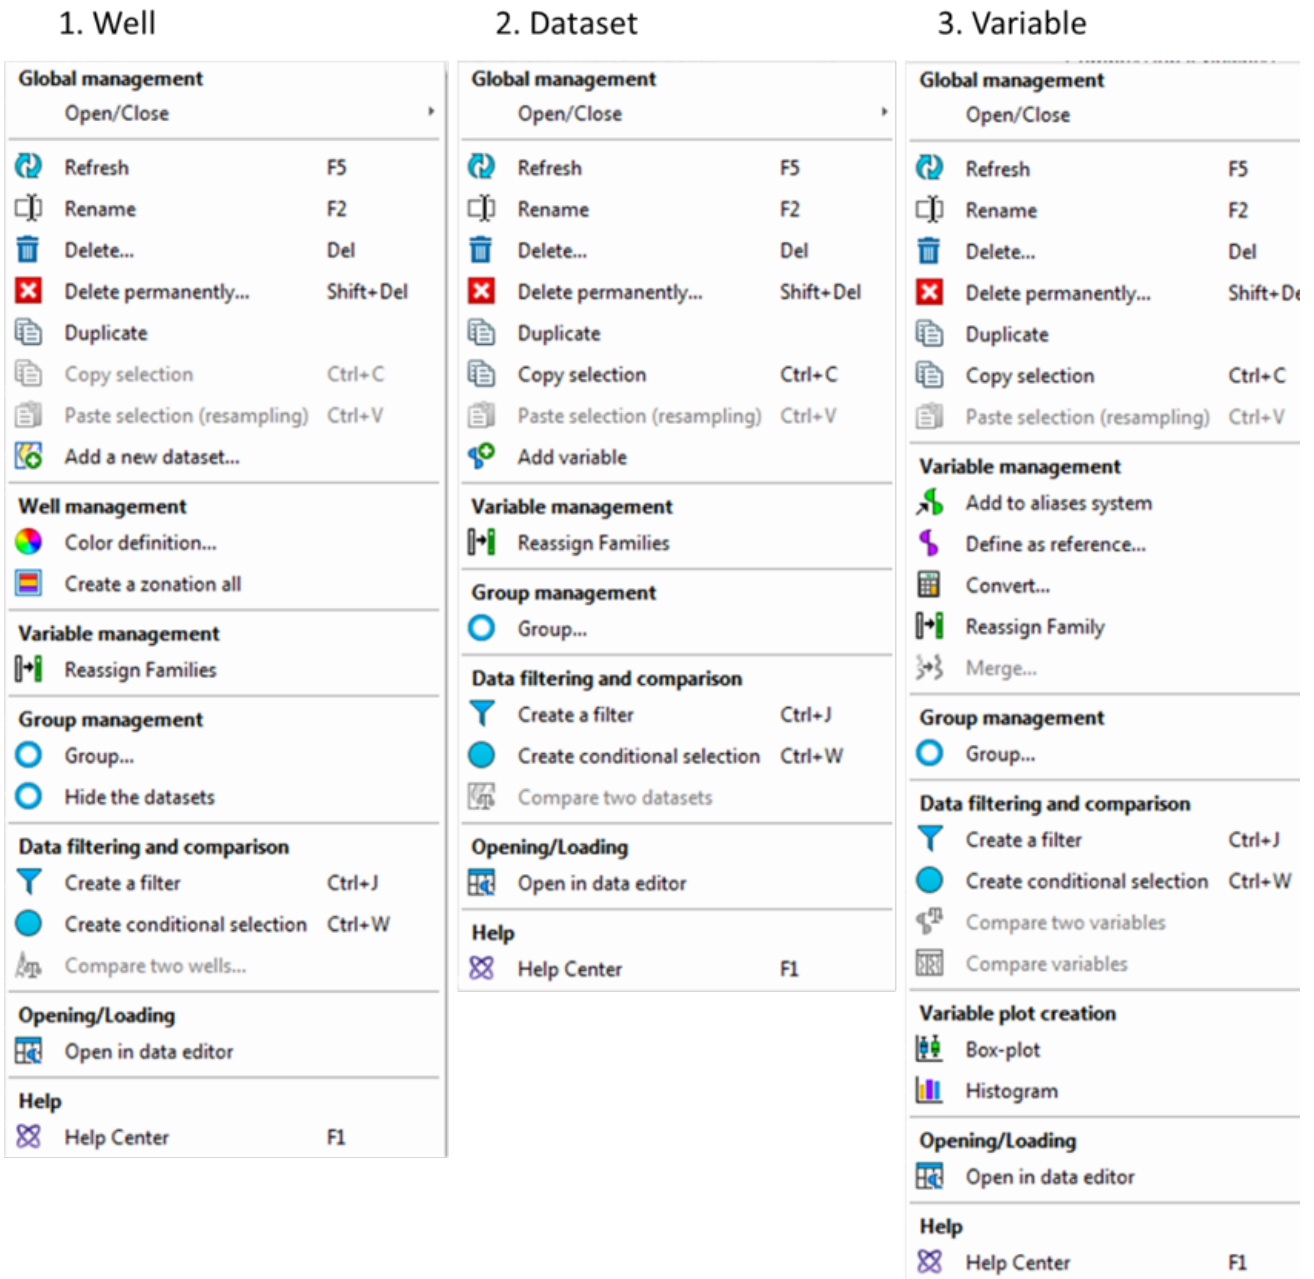 1. Well
Global management
Open/Close
Refresh F5
Rename F2
Delete... Del
Delete permanently... Shift+Del
Duplicate
Copy selection Ctrl+C
Paste selection (resampling) Ctrl+V
Add a new dataset...
Well management
Color definition...
Create a zonation all
Variable management
Reassign Families
Group management
Group...
Hide the datasets
Data filtering and comparison
Create a filter Ctrl+J
Create conditional selection Ctrl+W
Compare two wells...
Opening/Loading
Open in data editor
Help
Help Center F1
2. Dataset
Global management
Open/Close
Refresh F5
Rename F2
Delete... Del
Delete permanently... Shift+Del
Duplicate
Copy selection Ctrl+C
Paste selection (resampling) Ctrl+V
Add variable
Variable management
Reassign Families
Group management
Group...
Data filtering and comparison
Create a filter Ctrl+J
Create conditional selection Ctrl+W
Compare two datasets
Opening/Loading
Open in data editor
Help
Help Center F1
3. Variable
Global management
Open/Close
Refresh F5
Rename F2
Delete... Del
Delete permanently... Shift+De
Duplicate
Copy selection Ctrl+C
Paste selection (resampling) Ctrl+V
Variable management
Add to aliases system
Define as reference...
Convert...
Reassign Family
Merge...
Group management
Group...
Data filtering and comparison
Create a filter Ctrl+J
Create conditional selection Ctrl+W
Compare two variables
Compare variables
Variable plot creation
Box-plot
Histogram
Opening/Loading
Open in data editor
Help
Help Center F1